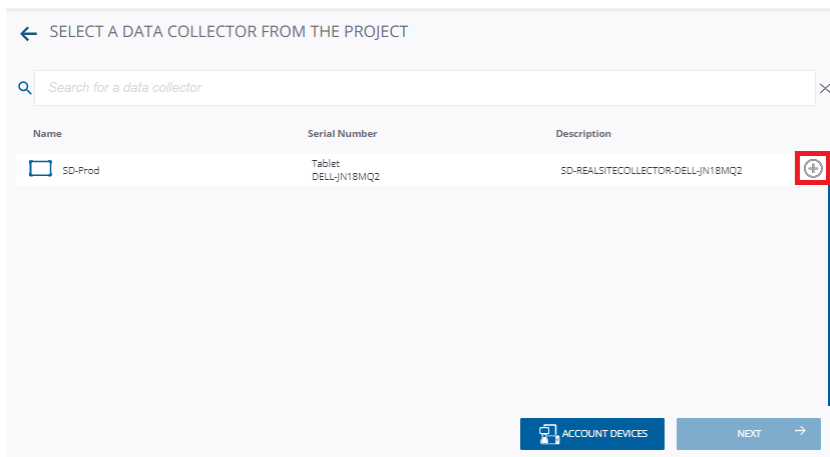 SELECT A DATA COLLECTOR FROM THE PROJECT
Search for a data collector
Name Serial Number Description
SD-Prod Tablet SD-REALSITECOLLECTOR-DELL-JN18MQ2
DELL-JN18MQ2
ACCOUNT DEVICES NEXT